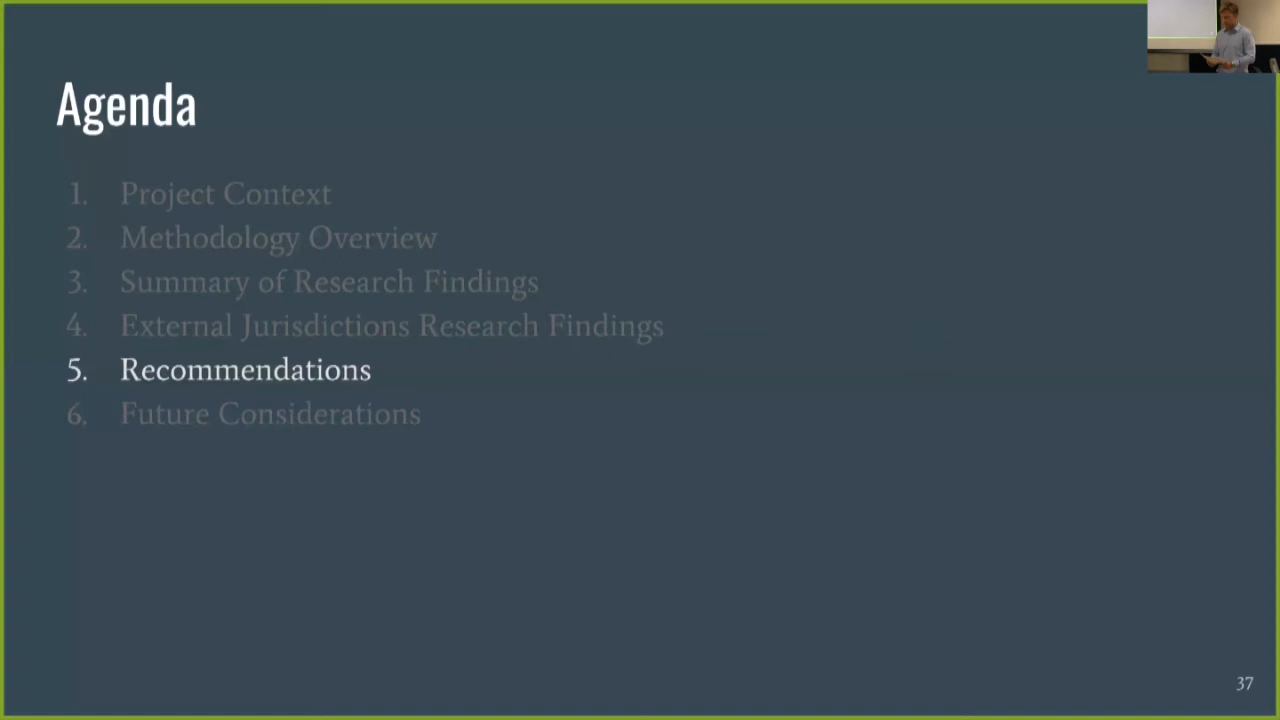 Agenda
1. Project Context
2. Methodology Overview
3. Summary of Research Findings
4. External Jurisdictions Research Findings
5. Recommendations
6. Future Considerations
37